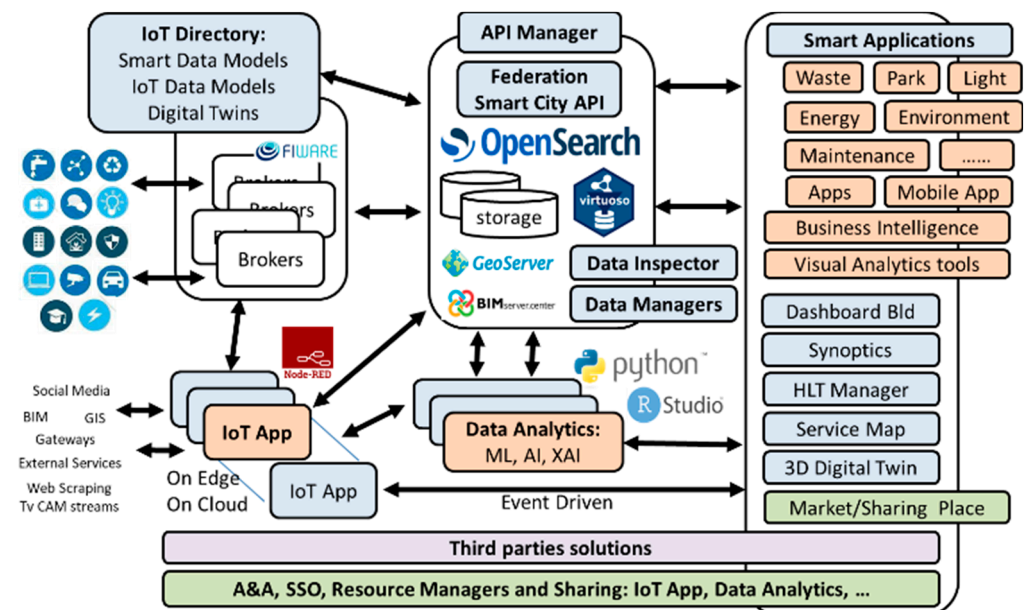 IoT Directory:
Smart Data Models
IoT Data Models
Digital Twins
FIWARE
Brokers
Brokers
Brokers
API Manager
Federation
Smart City API
OpenSearch
storage
virtuoso
GeoServer
Data Inspector
BIMserver.center
Data Managers
Smart Applications
Waste
Park
Light
Energy
Environment
Maintenance
......
Apps
Mobile App
Business Intelligence
Visual Analytics tools
Dashboard Bld
Synoptics
HLT Manager
Service Map
3D Digital Twin
Market/Sharing Place
Node-RED
python™
R Studio
Social Media
BIM GIS
Gateways
External Services
Web Scraping
Tv CAM streams
IoT App
On Edge
On Cloud
IoT App
Data Analytics:
ML, AI, XAI
Event Driven
Third parties solutions
A&A, SSO, Resource Managers and Sharing: IoT App, Data Analytics, ...